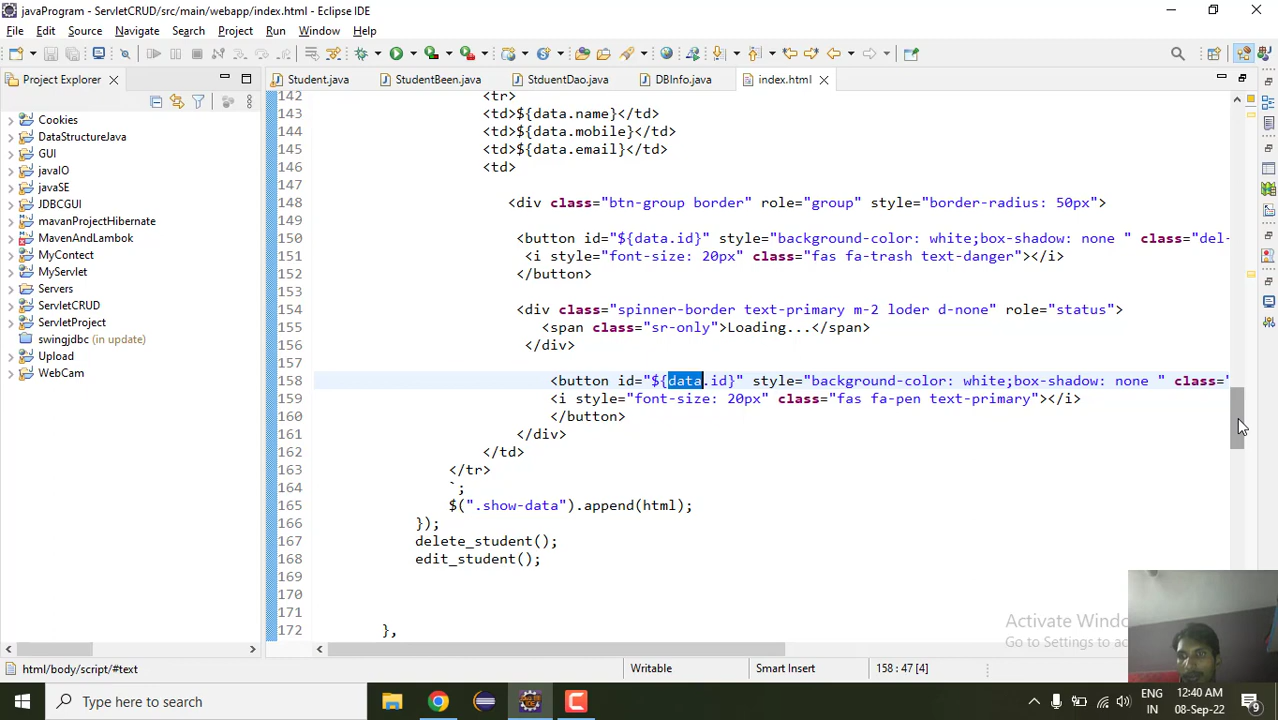 javaProgram - ServletCRUD/src/main/webapp/index.html - Eclipse IDE
File Edit Source Navigate Search Project Run Window Help
Project Explorer
Student.java StudentBeen.java StduentDao.java DBInfo.java index.html
Cookies
DataStructureJava
GUI
javaIO
javaSE
JDBCGUI
mavanProjectHibernate
MavenAndLambok
MyContect
MyServlet
Servers
ServletCRUD
ServletProject
swingjdbc (in update)
Upload
WebCam
142 <tr>
143 <td>${data.name}</td>
144 <td>${data.mobile}</td>
145 <td>${data.email}</td>
146 <td>
147
148 <div class="btn-group border" role="group" style="border-radius: 50px">
149
150 <button id="${data.id}" style="background-color: white;box-shadow: none " class="del-
151 <i style="font-size: 20px" class="fas fa-trash text-danger"></i>
152 </button>
153
154 <div class="spinner-border text-primary m-2 loder d-none" role="status">
155 <span class="sr-only">Loading...</span>
156 </div>
157
158 <button id="${data.id}" style="background-color: white;box-shadow: none " class="
159 <i style="font-size: 20px" class="fas fa-pen text-primary"></i>
160 </button>
161 </div>
162 </td>
163 </tr>
164 `;
165 $(".show-data").append(html);
166 });
167 delete_student();
168 edit_student();
169
170
171
172 },
Activate Windo
Go to Settings to ac
html/body/script/#text
Writable
Smart Insert
158 : 47 [4]
Type here to search
ENG
IN
12:40 AM
08-Sep-22
9